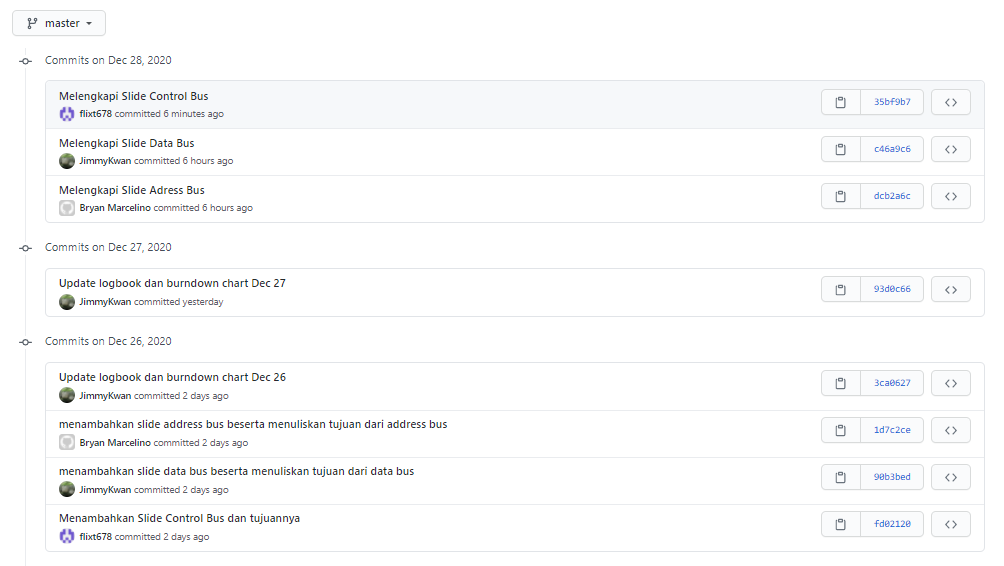 master
Commits on Dec 28, 2020
Melengkapi Slide Control Bus
flixt678 committed 6 minutes ago
35bf9b7
Melengkapi Slide Data Bus
JimmyKwan committed 6 hours ago
c46a9c6
Melengkapi Slide Adress Bus
Bryan Marcelino committed 6 hours ago
dcb2a6c
Commits on Dec 27, 2020
Update logbook dan burndown chart Dec 27
JimmyKwan committed yesterday
93d0c66
Commits on Dec 26, 2020
Update logbook dan burndown chart Dec 26
JimmyKwan committed 2 days ago
3ca0627
menambahkan slide address bus beserta menuliskan tujuan dari address bus
Bryan Marcelino committed 2 days ago
1d7c2ce
menambahkan slide data bus beserta menuliskan tujuan dari data bus
JimmyKwan committed 2 days ago
90b3bed
Menambahkan Slide Control Bus dan tujuannya
flixt678 committed 2 days ago
fd02120